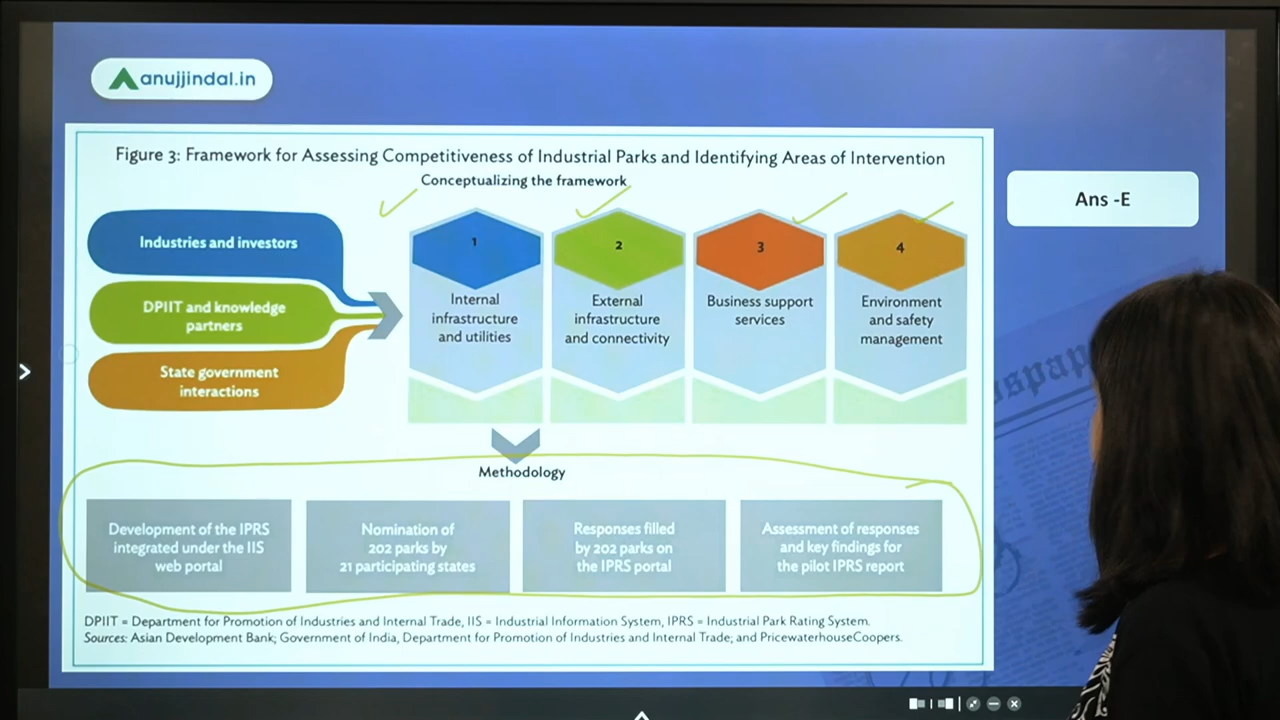 anujjindal.in
Figure 3: Framework for Assessing Competitiveness of Industrial Parks and Identifying Areas of Intervention
Conceptualizing the framework
Industries and investors
DPIIT and knowledge
partners
State government
interactions
1
Internal
infrastructure
and utilities
2
External
infrastructure
and connectivity
3
Business support
services
4
Environment
and safety
management
Ans -E
Methodology
Development of the IPRS
integrated under the IIS
web portal
Nomination of
202 parks by
21 participating states
Responses filled
by 202 parks on
the IPRS portal
Assessment of responses
and key findings for
the pilot IPRS report
DPIIT = Department for Promotion of Industries and Internal Trade, IIS = Industrial Information System, IPRS = Industrial Park Rating System.
Sources: Asian Development Bank; Government of India, Department for Promotion of Industries and Internal Trade; and PricewaterhouseCoopers.